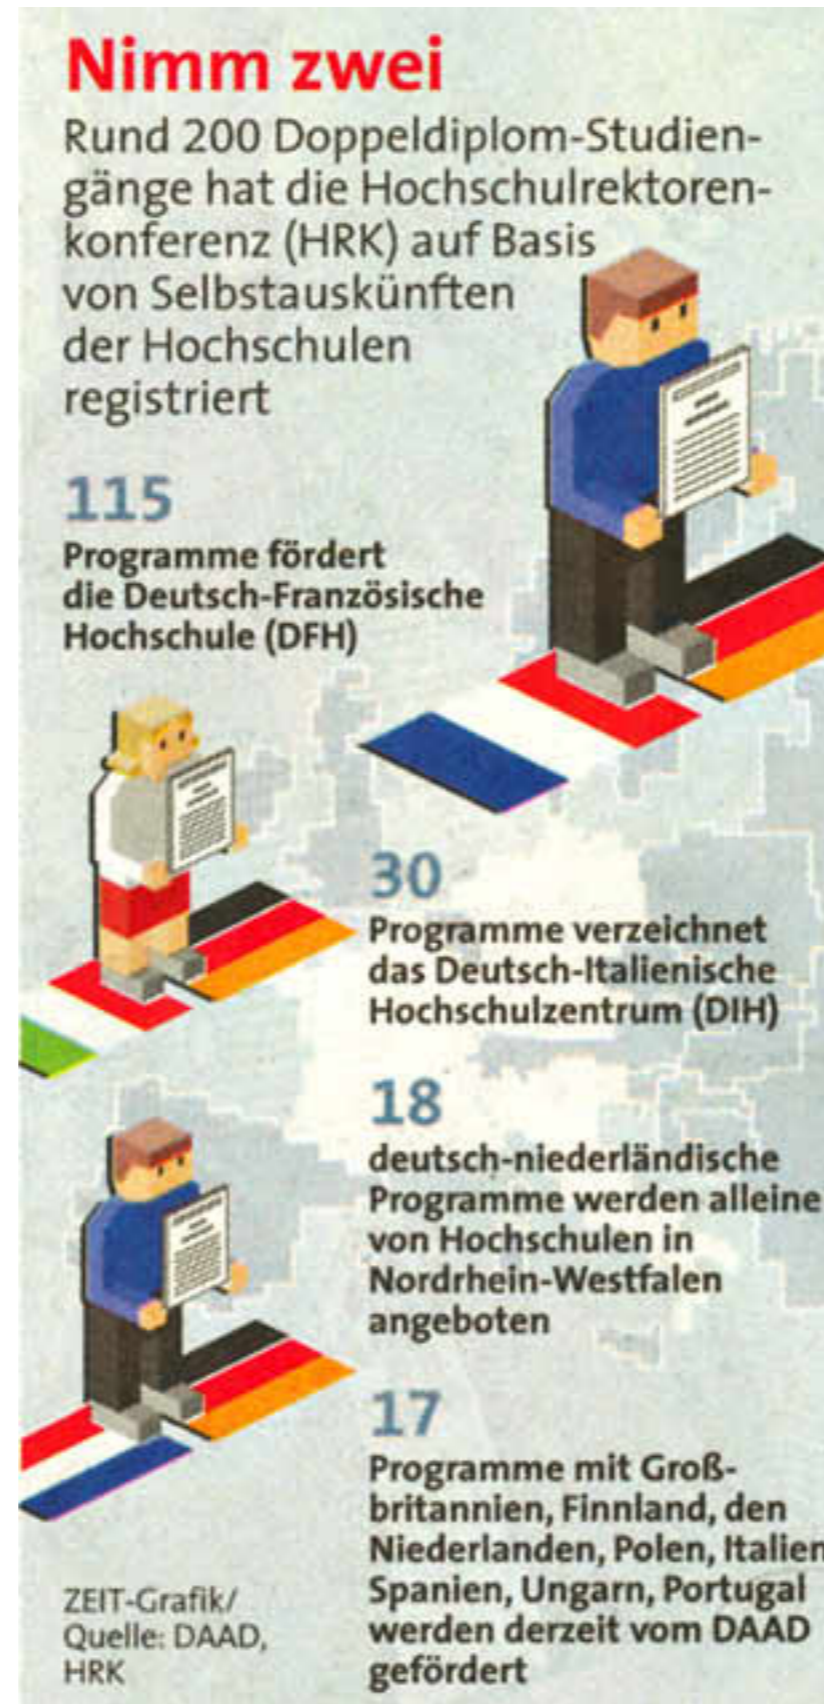 Nimm zwei
Rund 200 Doppeldiplom-Studien-
gänge hat die Hochschulrektoren-
konferenz (HRK) auf Basis
von Selbstauskünften
der Hochschulen
registriert
115
Programme fördert
die Deutsch-Französische
Hochschule (DFH)
30
Programme verzeichnet
das Deutsch-Italienische
Hochschulzentrum (DIH)
18
deutsch-niederländische
Programme werden alleine
von Hochschulen in
Nordrhein-Westfalen
angeboten
17
Programme mit Groß-
britannien, Finnland, den
Niederlanden, Polen, Italien
Spanien, Ungarn, Portugal
werden derzeit vom DAAD
gefördert
ZEIT-Grafik/
Quelle: DAAD,
HRK